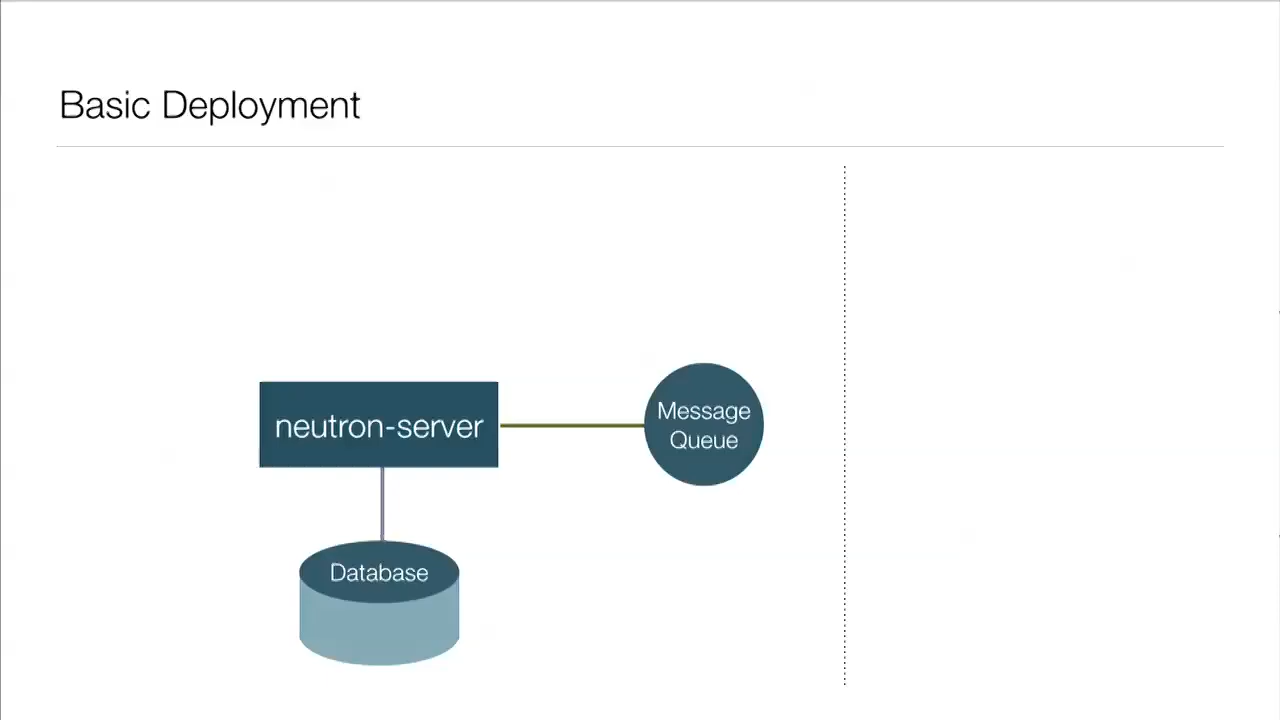 Basic Deployment
neutron-server
Message
Queue
Database